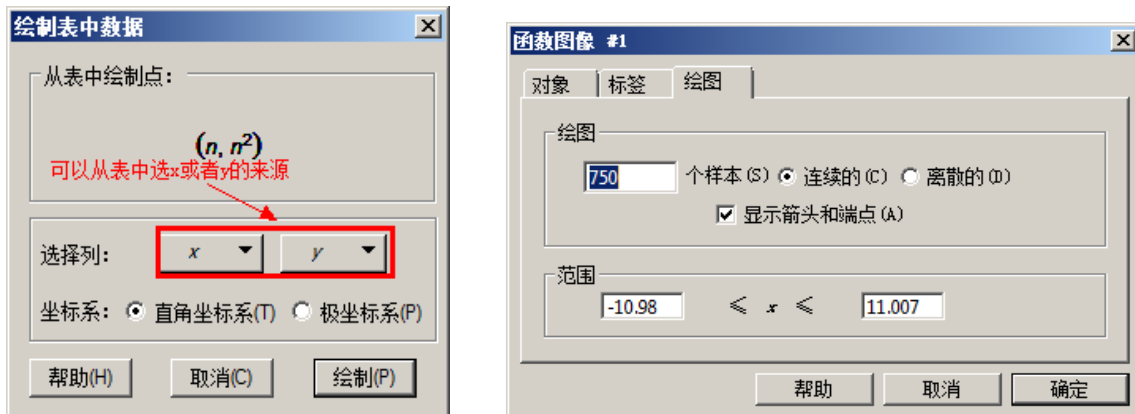 绘制表中数据
从表中绘制点:
(n, n²)
可以从表中选x或者y的来源
选择列: x y
坐标系: 直角坐标系(T) 极坐标系(P)
帮助(H) 取消(C) 绘制(P)
函数图像 #1
对象 标签 绘图
绘图
750 个样本(S) 连续的(C) 离散的(D)
显示箭头和端点(A)
范围
-10.98 ≤ x ≤ 11.007
帮助 取消 确定